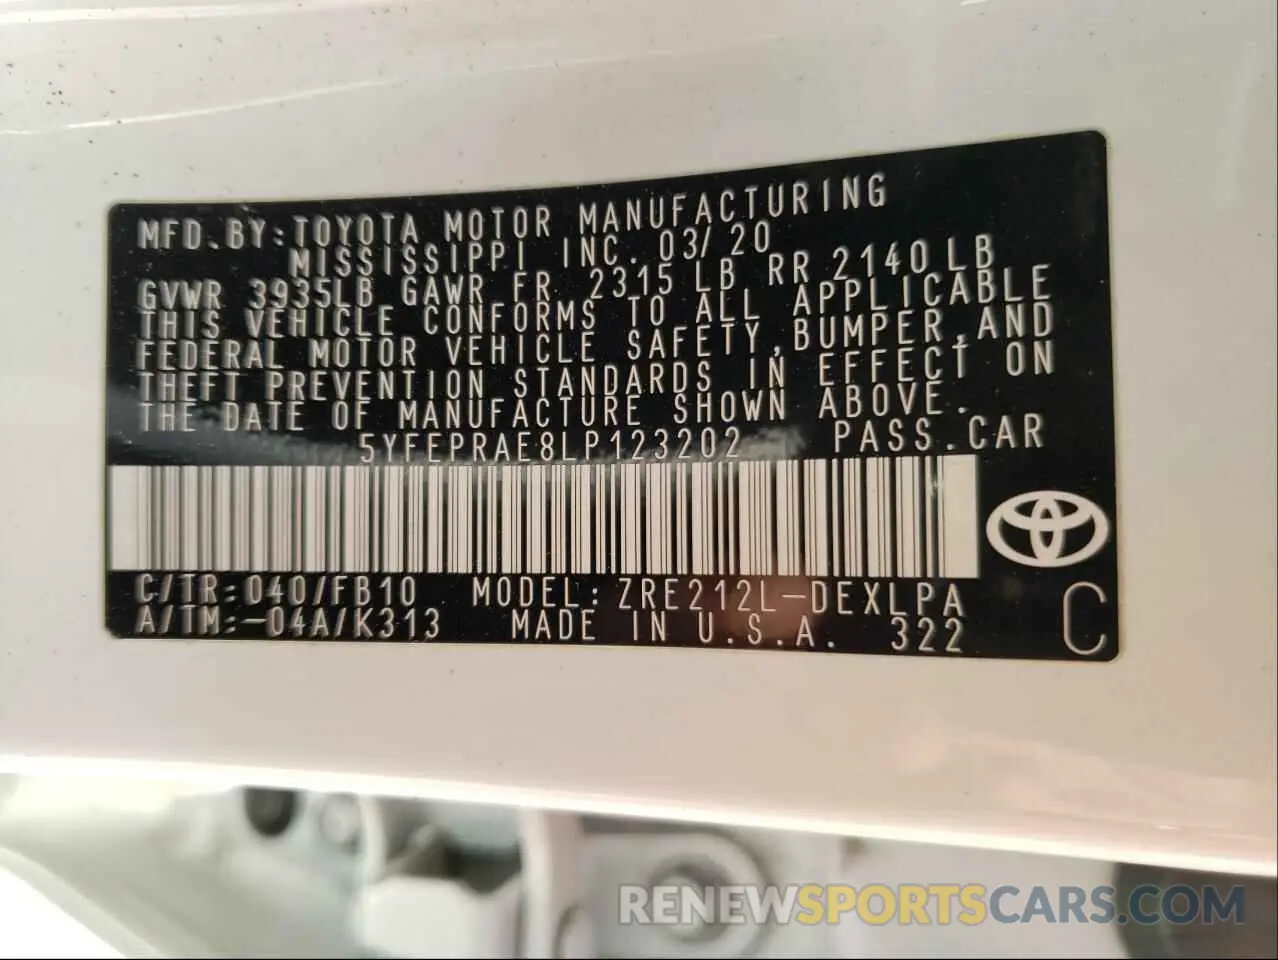 MFD.BY:TOYOTA MOTOR MANUFACTURING
MISSISSIPPI INC. 03/20
GVWR 3935LB GAWR FR 2315 LB RR 2140 LB
THIS VEHICLE CONFORMS TO ALL APPLICABLE
FEDERAL MOTOR VEHICLE SAFETY,BUMPER,AND
THEFT PREVENTION STANDARDS IN EFFECT ON
THE DATE OF MANUFACTURE SHOWN ABOVE.
5YFEPRAE8LP123202 PASS.CAR
C/TR:040/FB10 MODEL:ZRE212L-DEXLPA
A/TM:-04A/K313 MADE IN U.S.A. 322
C
RENEWSPORTSCARS.COM